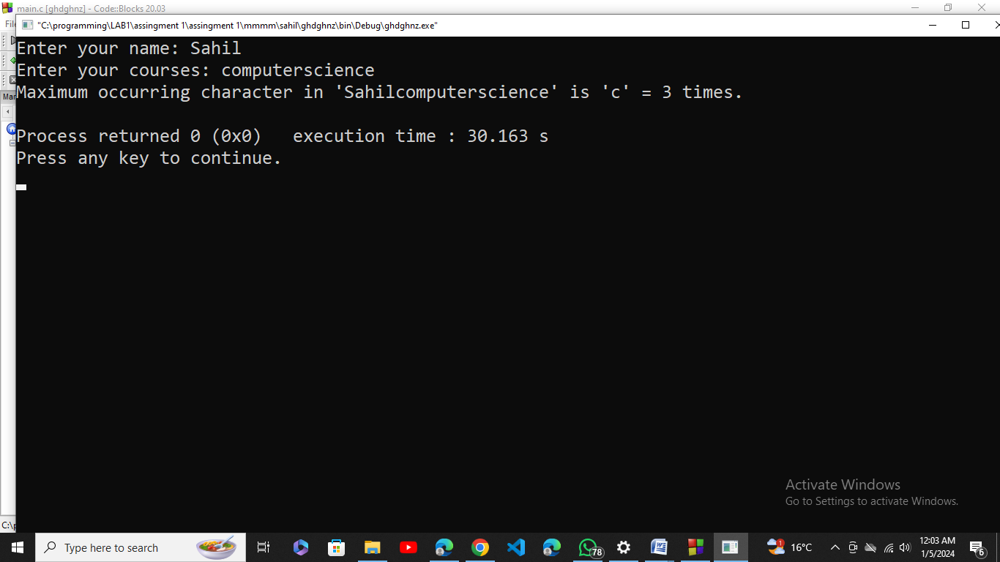 main.c [ghdghnz] - Code::Blocks 20.03
"C:\programming\LAB1\assingment 1\assingment 1\mmmm\sahil\ghdghnz\bin\Debug\ghdghnz.exe"
Enter your name: Sahil
Enter your courses: computerscience
Maximum occurring character in 'Sahilcomputerscience' is 'c' = 3 times.
Process returned 0 (0x0)   execution time : 30.163 s
Press any key to continue.
Activate Windows
Go to Settings to activate Windows.
Type here to search
78
1
16°C
12:03 AM
1/5/2024
6